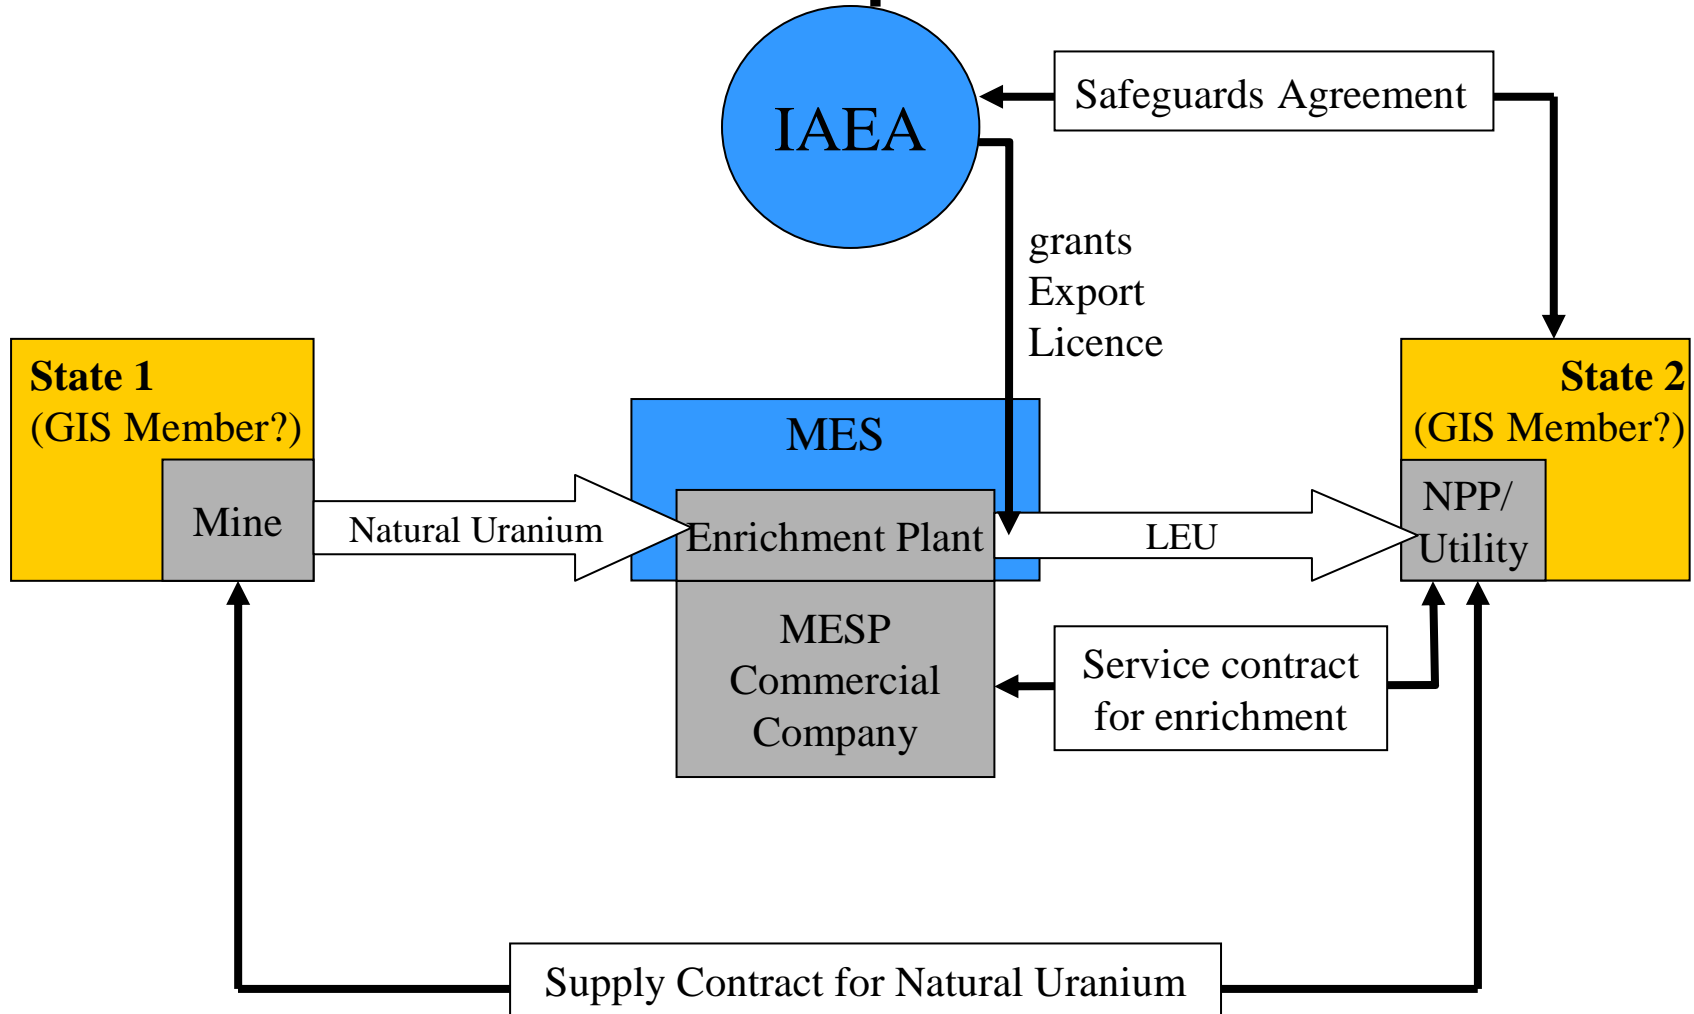 Safeguards Agreement
IAEA
grants
Export
Licence
State 1
(GIS Member?)
State 2
(GIS Member?)
MES
Mine
Natural Uranium
Enrichment Plant
LEU
NPP/
Utility
MESP
Commercial
Company
Service contract
for enrichment
Supply Contract for Natural Uranium